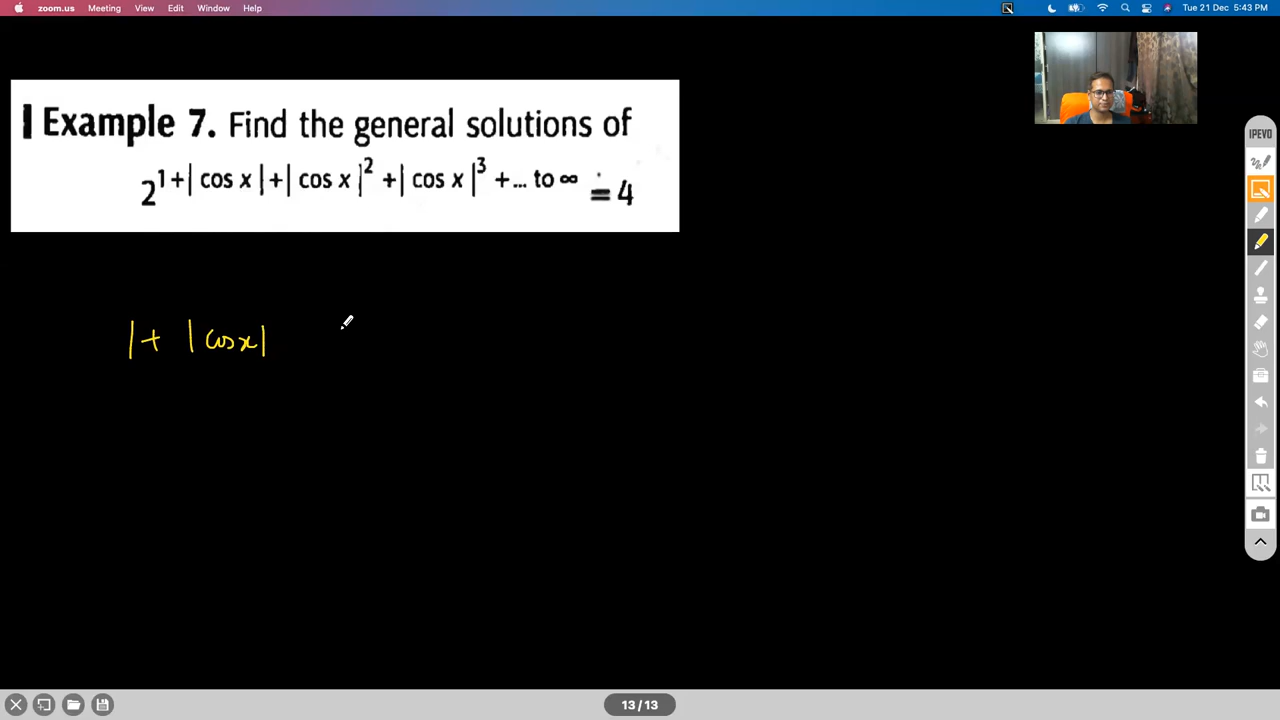 zoom.us Meeting View Edit Window Help Tue 21 Dec 5:43 PM
IPEVO
Example 7. Find the general solutions of
2^{1+| cos x |+| cos x |^2 +| cos x |^3 +... to ∞} = 4
1 + |cosx|
13/13